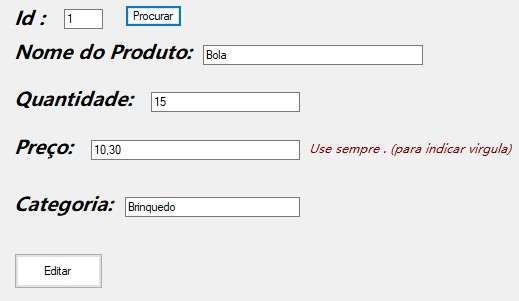 Id : 1 Procurar
Nome do Produto: Bola
Quantidade: 15
Preço: 10,30 Use sempre . (para indicar virgula)
Categoria: Brinquedo
Editar